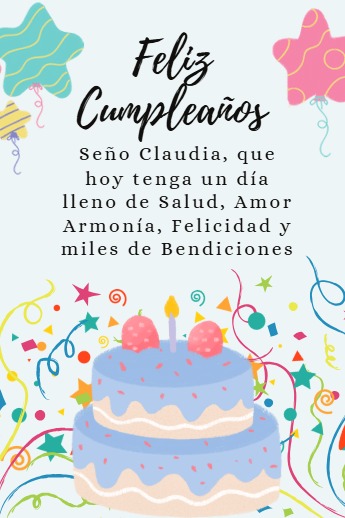 Feliz
Cumpleaños
Seño Claudia, que
hoy tenga un día
lleno de Salud, Amor
Armonía, Felicidad y
miles de Bendiciones